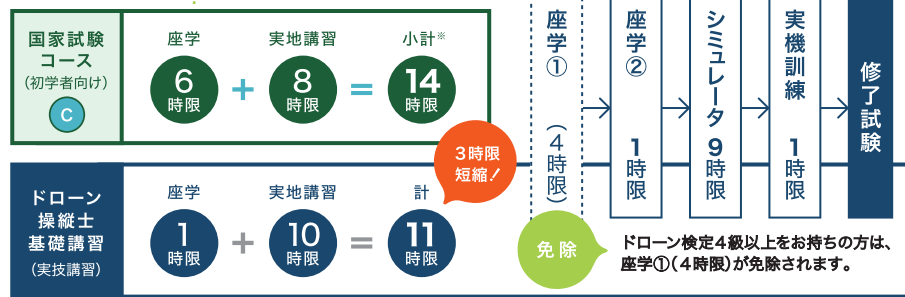 国家試験
コース
（初学者向け）
C
座学
6
時限
+
実地講習
8
時限
=
小計※
14
時限
3時限
短縮！
ドローン
操縦士
基礎講習
（実技講習）
座学
1
時限
+
実地講習
10
時限
=
計
11
時限
座学①
（4時限）
免除
座学②
1時限
シミュレータ
9時限
実機訓練
1時限
修了試験
ドローン検定4級以上をお持ちの方は、
座学①（4時限）が免除されます。